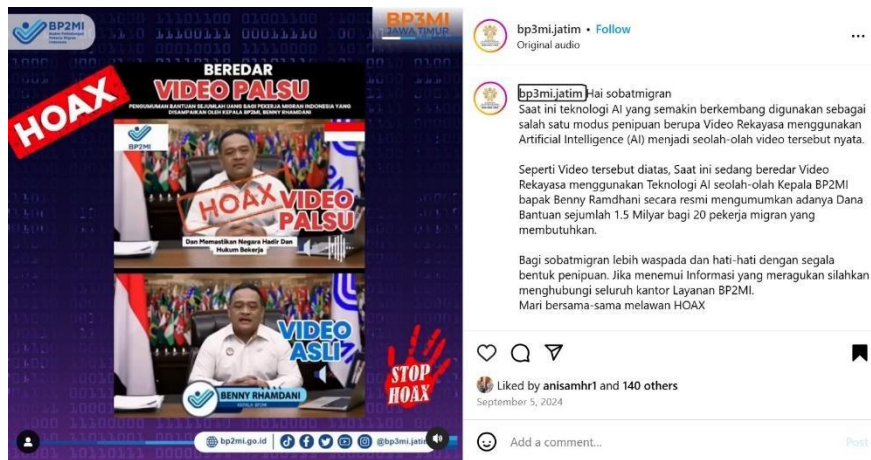 BP2MI
Badan Pelindungan
Pekerja Migran
Indonesia
BP3MI
JAWA TIMUR
HOAX
BEREDAR
VIDEO PALSU
PENGUMUMAN BANTUAN SEJUMLAH UANG BAGI PEKERJA MIGRAN INDONESIA YANG
DISAMPAIKAN OLEH KEPALA BP2MI, BENNY RHAMDANI
BP2MI
HOAX
VIDEO
PALSU
Dan Memastikan Negara Hadir Dan
Hukum Bekerja
VIDEO
ASLI
BENNY RHAMDANI
KEPALA BP2MI
STOP
HOAX
bp2mi.go.id
@bp3mi.jatim
bp3mi.jatim • Follow
Original audio
bp3mi.jatim Hai sobatmigran
Saat ini teknologi AI yang semakin berkembang digunakan sebagai
salah satu modus penipuan berupa Video Rekayasa menggunakan
Artificial Intelligence (AI) menjadi seolah-olah video tersebut nyata.
Seperti Video tersebut diatas, Saat ini sedang beredar Video
Rekayasa menggunakan Teknologi AI seolah-olah Kepala BP2MI
bapak Benny Ramdhani secara resmi mengumumkan adanya Dana
Bantuan sejumlah 1.5 Milyar bagi 20 pekerja migran yang
membutuhkan.
Bagi sobatmigran lebih waspada dan hati-hati dengan segala
bentuk penipuan. Jika menemui Informasi yang meragukan silahkan
menghubungi seluruh kantor Layanan BP2MI.
Mari bersama-sama melawan HOAX
Liked by anisamhr1 and 140 others
September 5, 2024
Add a comment...
Post